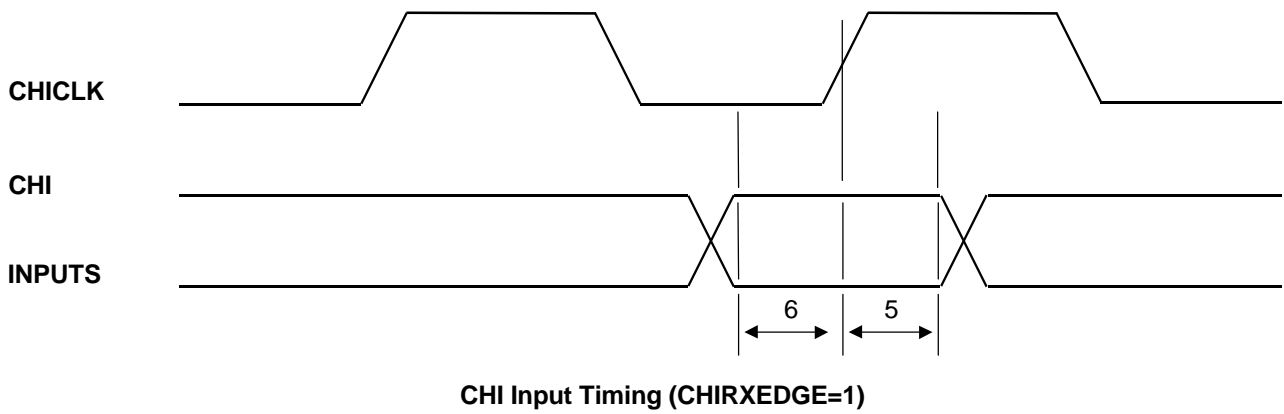 CHICLK
CHI
INPUTS
6
5
CHI Input Timing (CHIRXEDGE=1)